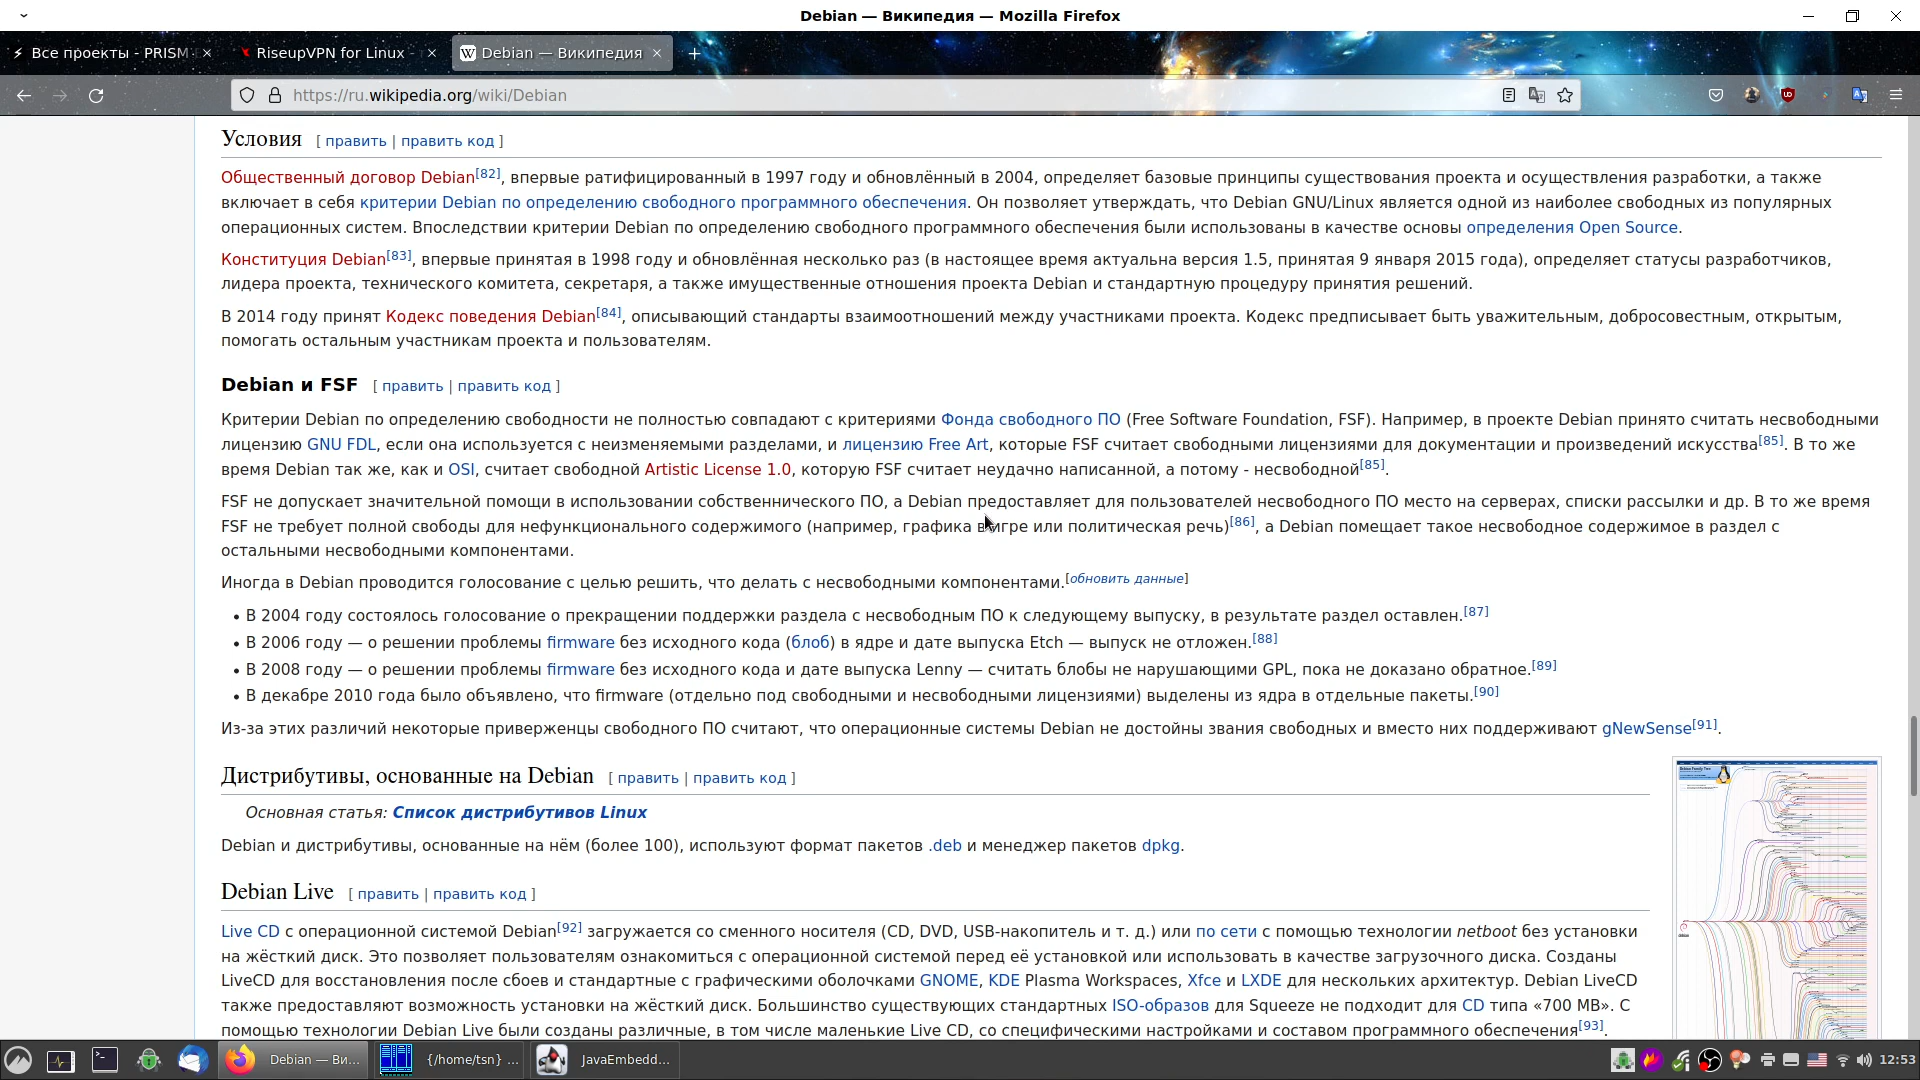 Debian — Википедия — Mozilla Firefox
Все проекты - PRISM
RiseupVPN for Linux -
Debian — Википедия
https://ru.wikipedia.org/wiki/Debian
Условия [ править | править код ]
Общественный договор Debian[82], впервые ратифицированный в 1997 году и обновлённый в 2004, определяет базовые принципы существования проекта и осуществления разработки, а также
включает в себя критерии Debian по определению свободного программного обеспечения. Он позволяет утверждать, что Debian GNU/Linux является одной из наиболее свободных из популярных
операционных систем. Впоследствии критерии Debian по определению свободного программного обеспечения были использованы в качестве основы определения Open Source.
Конституция Debian[83], впервые принятая в 1998 году и обновлённая несколько раз (в настоящее время актуальна версия 1.5, принятая 9 января 2015 года), определяет статусы разработчиков,
лидера проекта, технического комитета, секретаря, а также имущественные отношения проекта Debian и стандартную процедуру принятия решений.
В 2014 году принят Кодекс поведения Debian[84], описывающий стандарты взаимоотношений между участниками проекта. Кодекс предписывает быть уважительным, добросовестным, открытым,
помогать остальным участникам проекта и пользователям.
Debian и FSF [ править | править код ]
Критерии Debian по определению свободности не полностью совпадают с критериями Фонда свободного ПО (Free Software Foundation, FSF). Например, в проекте Debian принято считать несвободными
лицензию GNU FDL, если она используется с неизменяемыми разделами, и лицензию Free Art, которые FSF считает свободными лицензиями для документации и произведений искусства[85]. В то же
время Debian так же, как и OSI, считает свободной Artistic License 1.0, которую FSF считает неудачно написанной, а потому - несвободной[85].
FSF не допускает значительной помощи в использовании собственнического ПО, а Debian предоставляет для пользователей несвободного ПО место на серверах, списки рассылки и др. В то же время
FSF не требует полной свободы для нефункционального содержимого (например, графика в игре или политическая речь)[86], а Debian помещает такое несвободное содержимое в раздел с
остальными несвободными компонентами.
Иногда в Debian проводится голосование с целью решить, что делать с несвободными компонентами.[обновить данные]
• В 2004 году состоялось голосование о прекращении поддержки раздела с несвободным ПО к следующему выпуску, в результате раздел оставлен.[87]
• В 2006 году — о решении проблемы firmware без исходного кода (блоб) в ядре и дате выпуска Etch — выпуск не отложен.[88]
• В 2008 году — о решении проблемы firmware без исходного кода и дате выпуска Lenny — считать блобы не нарушающими GPL, пока не доказано обратное.[89]
• В декабре 2010 года было объявлено, что firmware (отдельно под свободными и несвободными лицензиями) выделены из ядра в отдельные пакеты.[90]
Из-за этих различий некоторые приверженцы свободного ПО считают, что операционные системы Debian не достойны звания свободных и вместо них поддерживают gNewSense[91].
Дистрибутивы, основанные на Debian [ править | править код ]
Основная статья: Список дистрибутивов Linux
Debian и дистрибутивы, основанные на нём (более 100), используют формат пакетов .deb и менеджер пакетов dpkg.
Debian Live [ править | править код ]
Live CD с операционной системой Debian[92] загружается со сменного носителя (CD, DVD, USB-накопитель и т. д.) или по сети с помощью технологии netboot без установки
на жёсткий диск. Это позволяет пользователям ознакомиться с операционной системой перед её установкой или использовать в качестве загрузочного диска. Созданы
LiveCD для восстановления после сбоев и стандартные с графическими оболочками GNOME, KDE Plasma Workspaces, Xfce и LXDE для нескольких архитектур. Debian LiveCD
также предоставляют возможность установки на жёсткий диск. Большинство существующих стандартных ISO-образов для Squeeze не подходит для CD типа «700 MB». С
помощью технологии Debian Live были созданы различные, в том числе маленькие Live CD, со специфическими настройками и составом программного обеспечения[93].
Debian — Ви...
{/home/tsn} ...
JavaEmbedd...
12:53